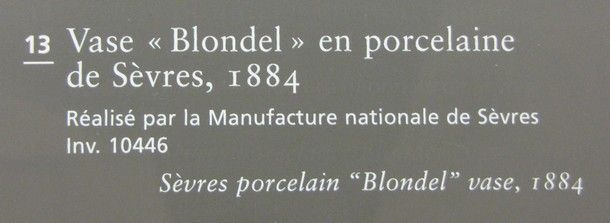 13 Vase « Blondel » en porcelaine
de Sèvres, 1884
Réalisé par la Manufacture nationale de Sèvres
Inv. 10446
Sèvres porcelain “Blondel” vase, 1884